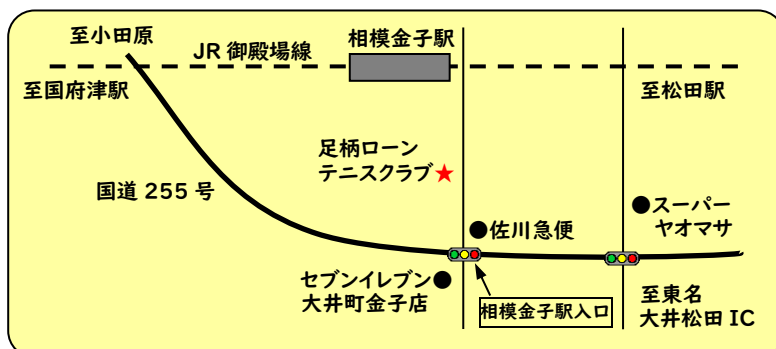 至小田原
JR 御殿場線
相模金子駅
至国府津駅
至松田駅
足柄ローン
テニスクラブ★
国道 255 号
●スーパー
ヤオマサ
●佐川急便
セブンイレブン●
大井町金子店
相模金子駅入口
至東名
大井松田 IC